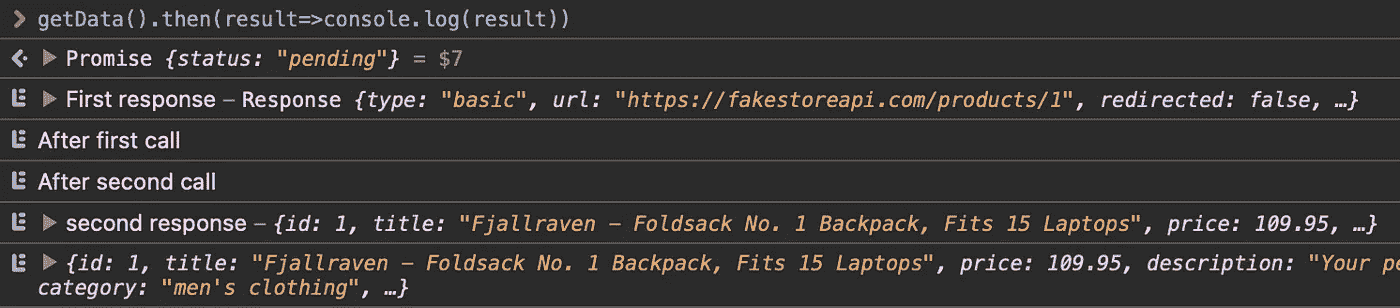 getData().then(result=>console.log(result))
Promise {status: "pending"} = $7
First response – Response {type: "basic", url: "https://fakestoreapi.com/products/1", redirected: false, …}
After first call
After second call
second response – {id: 1, title: "Fjallraven – Foldsack No. 1 Backpack, Fits 15 Laptops", price: 109.95, …}
{id: 1, title: "Fjallraven – Foldsack No. 1 Backpack, Fits 15 Laptops", price: 109.95, description: "Your pe
category: "men's clothing", …}